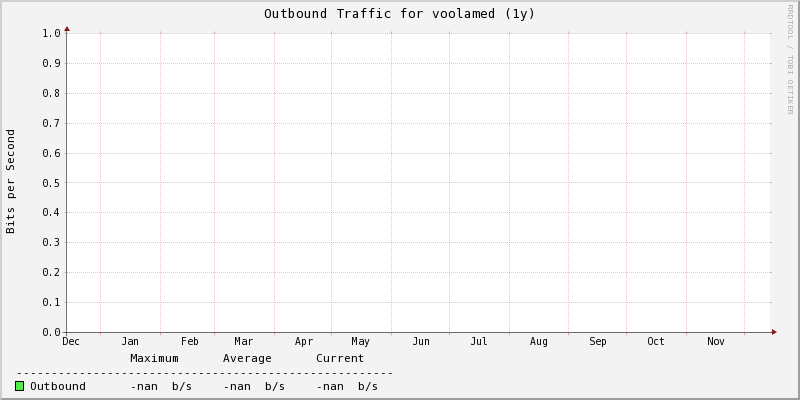 Outbound Traffic for voolamed (1y)
RRDTOOL / TOBI OETIKER
Bits per Second
1.0
0.9
0.8
0.7
0.6
0.5
0.4
0.3
0.2
0.1
0.0
Dec Jan Feb Mar Apr May Jun Jul Aug Sep Oct Nov
Maximum Average Current
Outbound -nan b/s -nan b/s -nan b/s